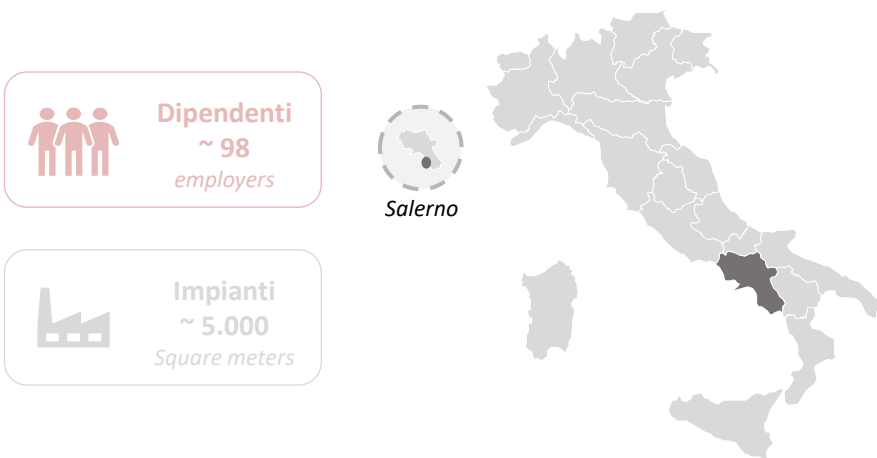 Dipendenti
~ 98
employers
Salerno
Impianti
~ 5.000
Square meters